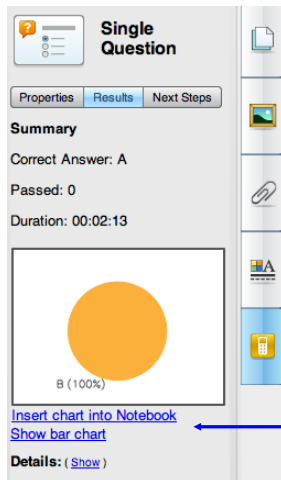 Single
Question
Properties Results Next Steps
Summary
Correct Answer: A
Passed: 0
Duration: 00:02:13
B (100%)
Insert chart into Notebook
Show bar chart
Details: ( Show )